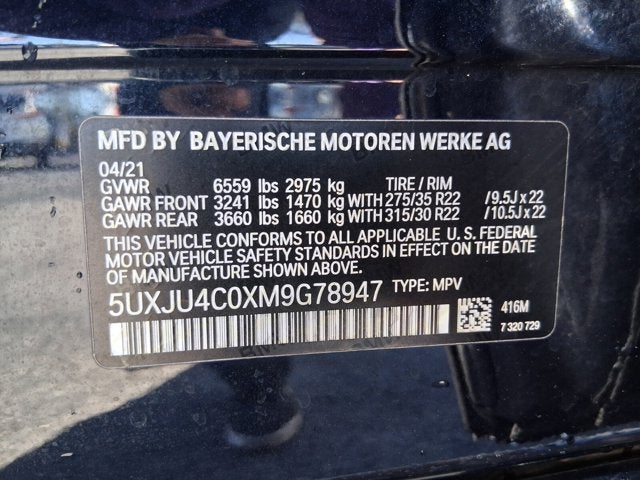 MFD BY BAYERISCHE MOTOREN WERKE AG
04/21
GVWR 6559 lbs 2975 kg TIRE / RIM
GAWR FRONT 3241 lbs 1470 kg WITH 275/35 R22 /9.5J x 22
GAWR REAR 3660 lbs 1660 kg WITH 315/30 R22 /10.5J x 22
THIS VEHICLE CONFORMS TO ALL APPLICABLE U. S. FEDERAL
MOTOR VEHICLE SAFETY STANDARDS IN EFFECT ON THE DATE
OF MANUFACTURE SHOWN ABOVE.
5UXJU4C0XM9G78947 TYPE: MPV
416M
7 320 729